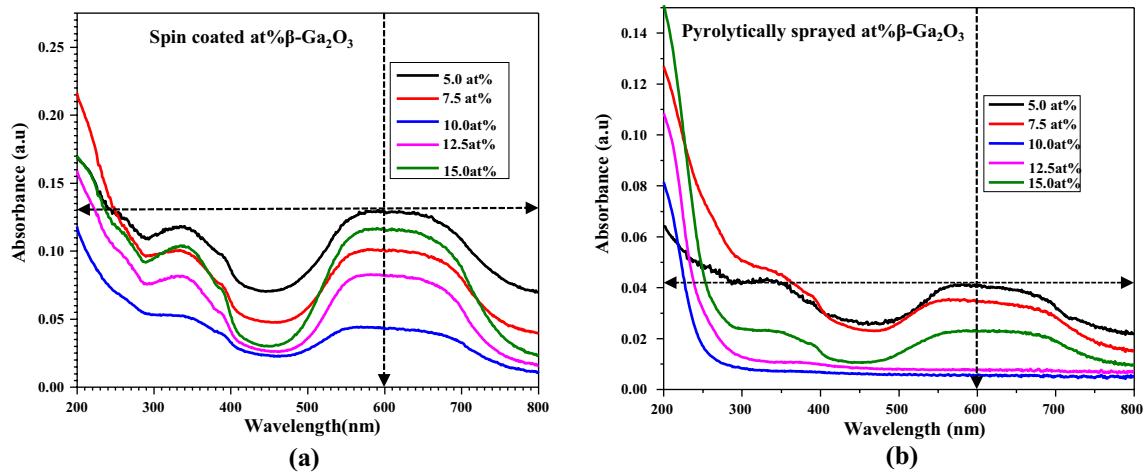 Spin coated at%β-Ga₂O₃
5.0 at%
7.5 at%
10.0at%
12.5at%
15.0at%
Absorbance (a.u)
0.25
0.20
0.15
0.10
0.05
0.00
200 300 400 500 600 700 800
Wavelength(nm)
(a)
Pyrolytically sprayed at%β-Ga₂O₃
5.0 at%
7.5 at%
10.0at%
12.5at%
15.0at%
Absorbance (a.u)
0.14
0.12
0.10
0.08
0.06
0.04
0.02
0.00
200 300 400 500 600 700 800
Wavelength (nm)
(b)